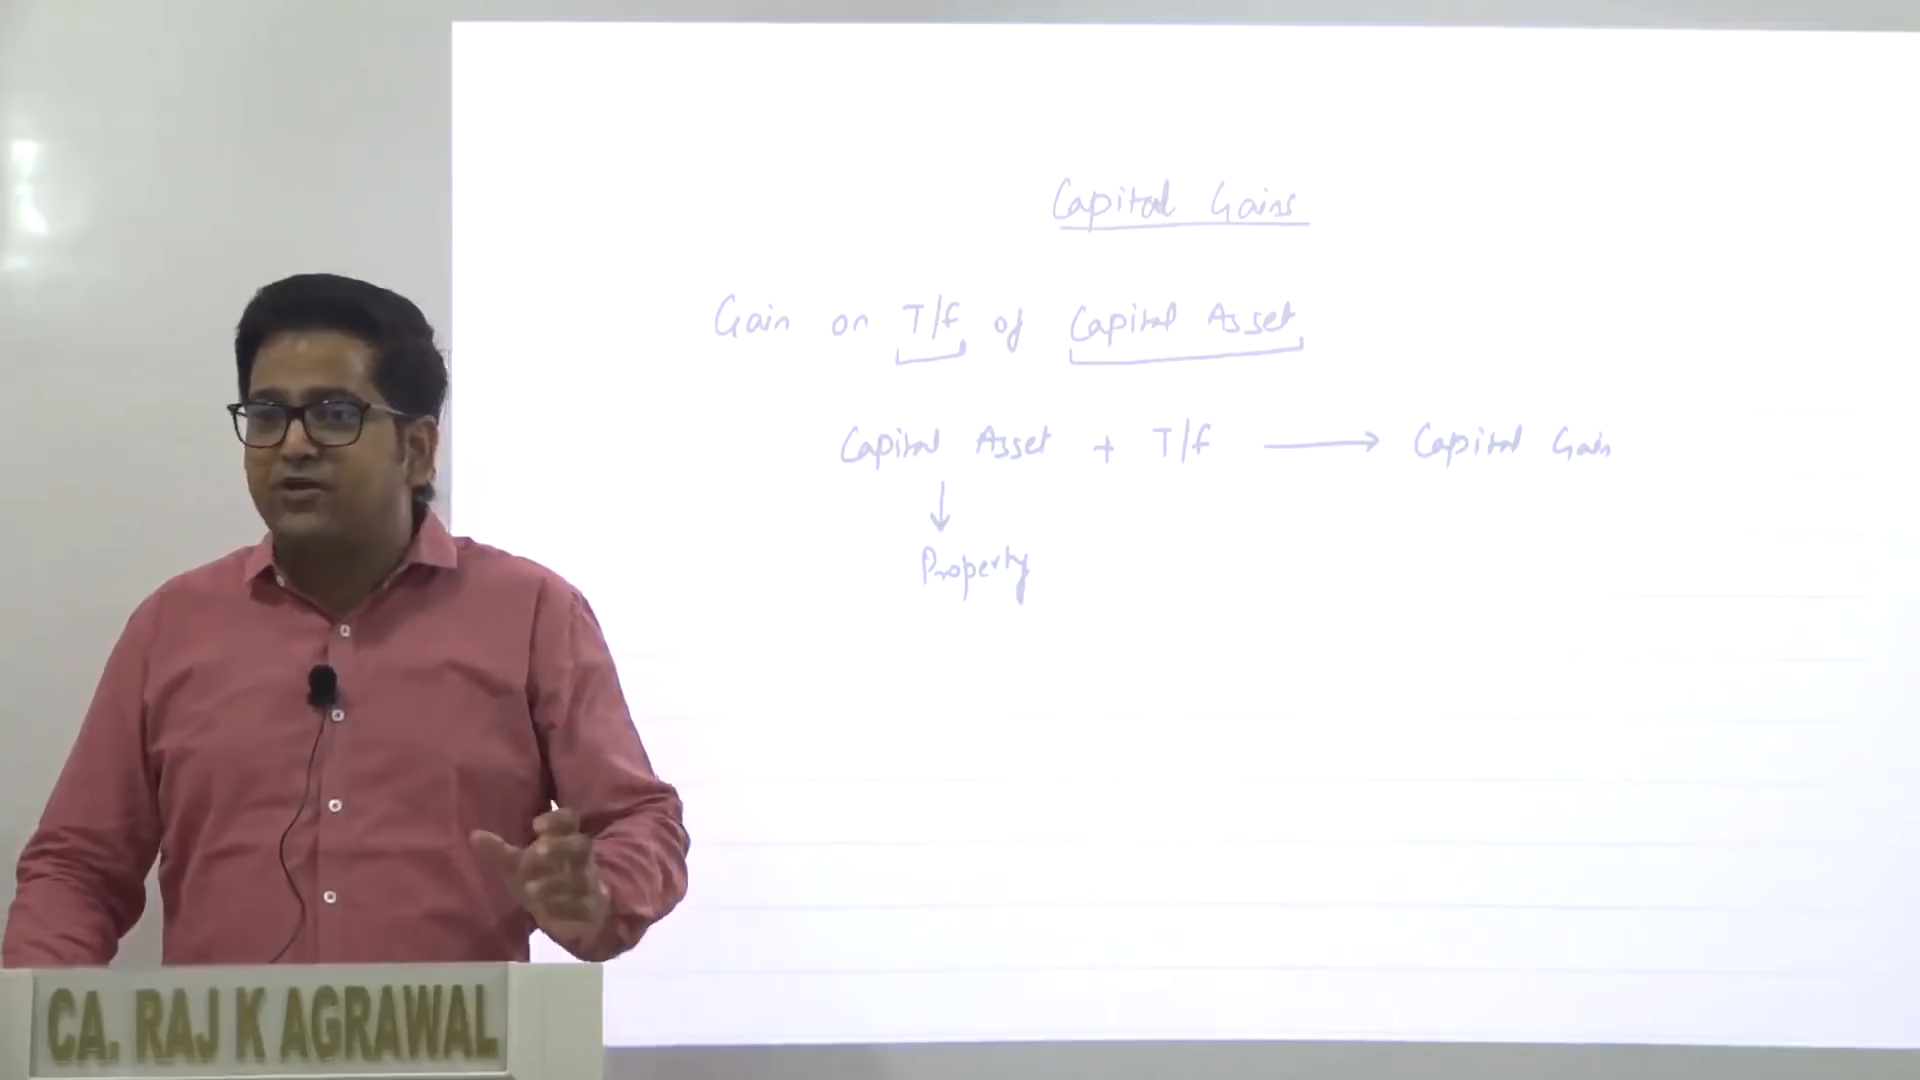 Capital Gains
Gain on T/f of Capital Asset
Capital Asset + T/f → Capital Gain
↓
Property
CA. RAJ K AGRAWAL